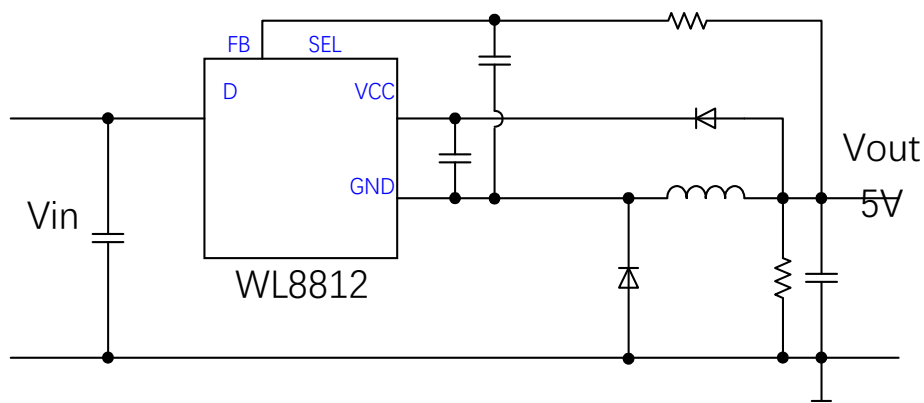 FB SEL
D VCC
Vout
GND
5V
Vin
WL8812